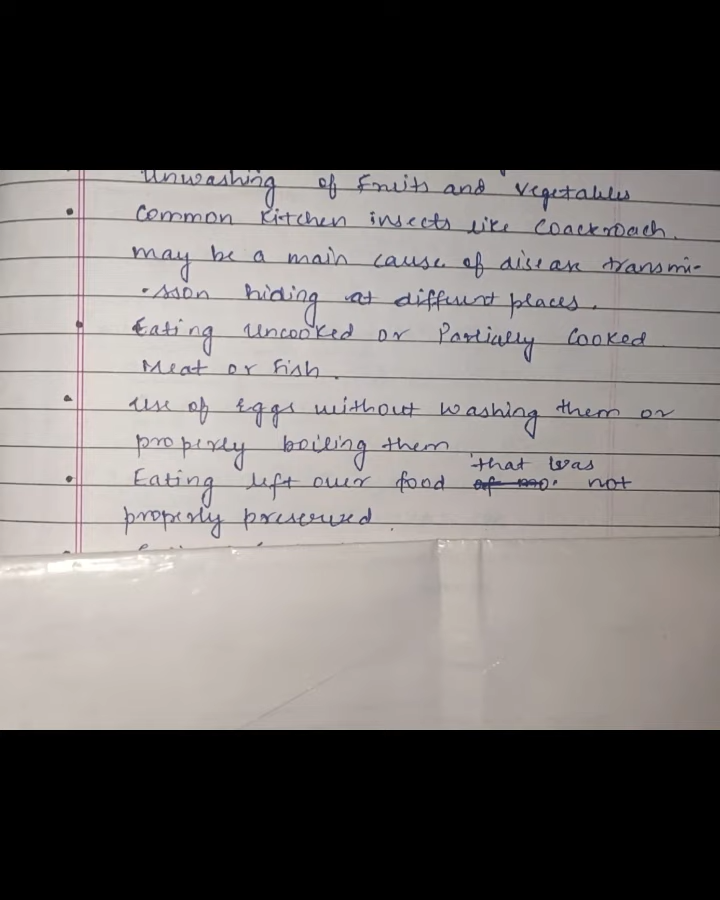 Unwashing of Fruits and vegetables
• Common Kitchen insects like Coackroach.
may be a main cause of disease transmi-
-sson hiding at different places.
• Eating Uncooked or Partially Cooked
Meat or Fish.
• use of Eggs without washing them or
properly boiling them
that was
• Eating left over food not
properly preserved.